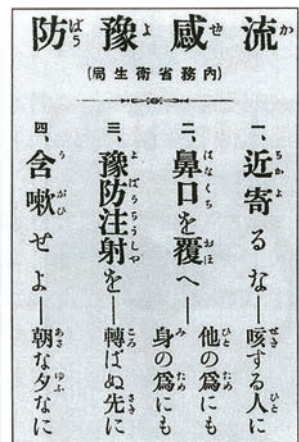 流感豫防
(內務省衛生局)
一、近寄るな――咳する人に
二、鼻口を覆へ――他の爲にも
身の爲にも
三、豫防注射を――轉ばぬ先に
四、含嗽せよ――朝な夕なに